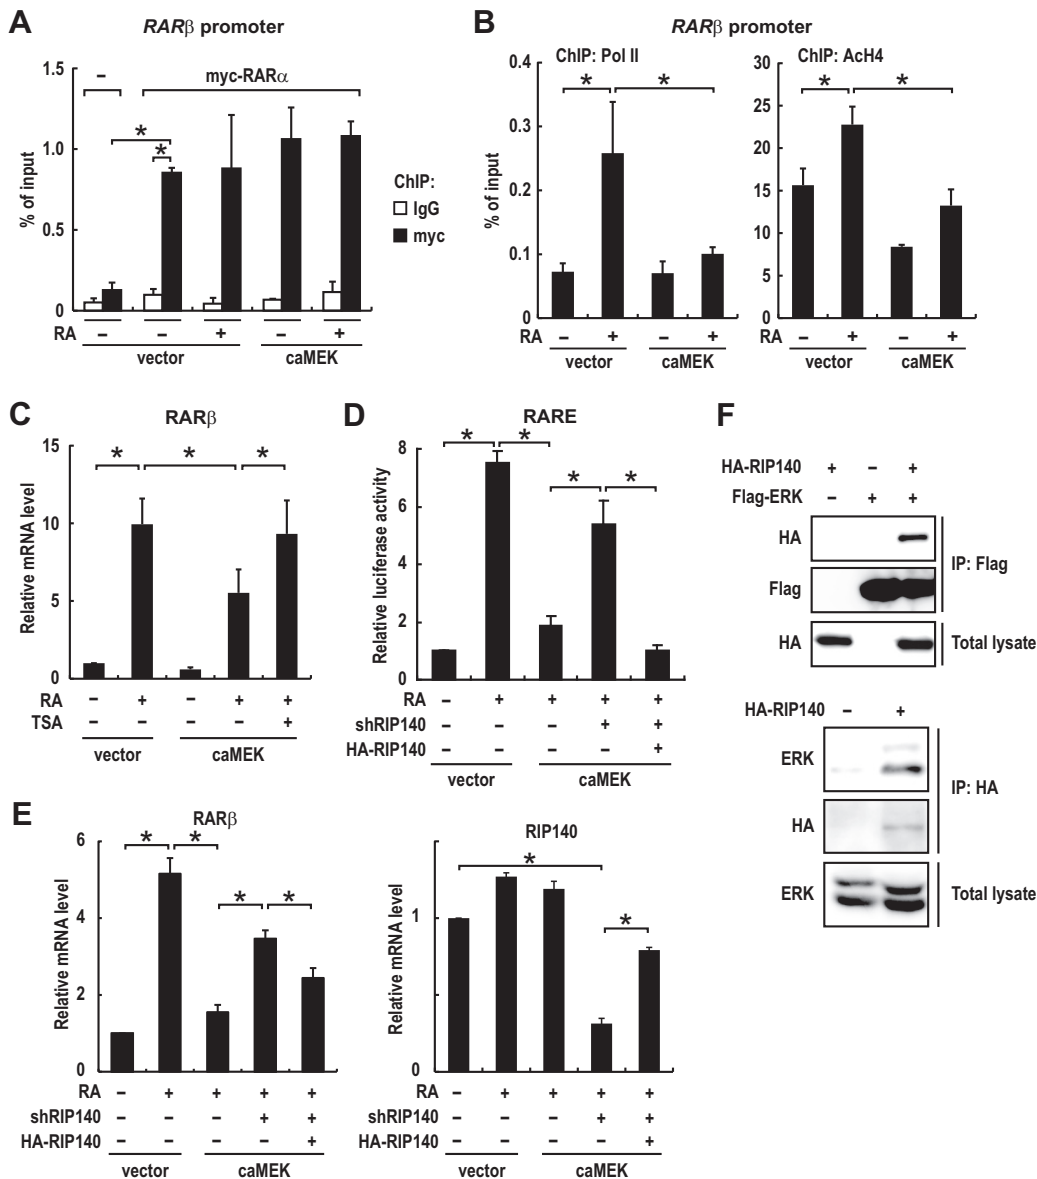 A
RARβ promoter
% of input
1.5
1.0
0.5
0
–
myc-RARα
*
*
ChIP:
IgG
myc
RA – – + – +
vector caMEK
B
RARβ promoter
ChIP: Pol II
% of input
0.4
0.3
0.2
0.1
0
* *
RA – + – +
vector caMEK
ChIP: AcH4
30
25
20
15
10
5
0
* *
RA – + – +
vector caMEK
C
RARβ
Relative mRNA level
15
10
5
0
* * *
RA – + – + +
TSA – – – – +
vector caMEK
D
RARE
Relative luciferase activity
8
6
4
2
0
* *
* *
RA – + + + +
shRIP140 – – – + +
HA-RIP140 – – – – +
vector caMEK
E
RARβ
Relative mRNA level
6
4
2
0
* *
* *
RA – + + + +
shRIP140 – – – + +
HA-RIP140 – – – – +
vector caMEK
RIP140
Relative mRNA level
1
0
*
*
RA – + + + +
shRIP140 – – – + +
HA-RIP140 – – – – +
vector caMEK
F
HA-RIP140 + – +
Flag-ERK – + +
HA
Flag
IP: Flag
HA
Total lysate
HA-RIP140 – +
ERK
HA
IP: HA
ERK
Total lysate